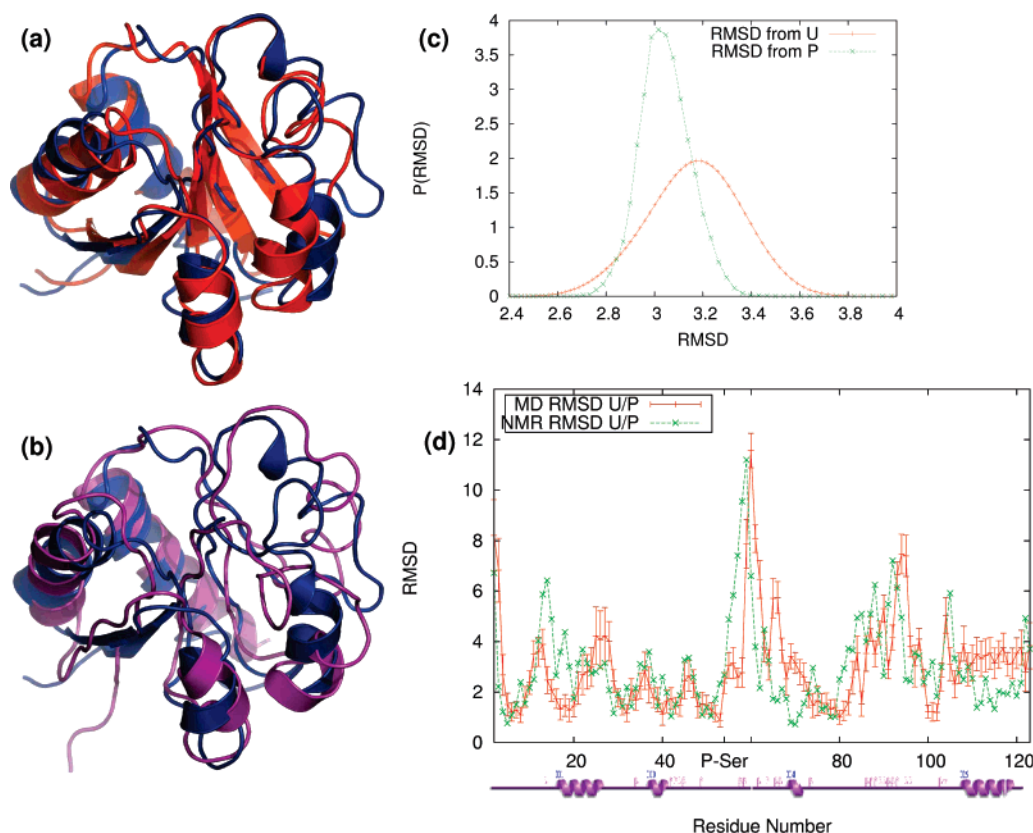 (a)
(b)
(c)
RMSD from U
RMSD from P
P(RMSD)
4
3.5
3
2.5
2
1.5
1
0.5
0
2.4 2.6 2.8 3 3.2 3.4 3.6 3.8 4
RMSD
(d)
MD RMSD U/P
NMR RMSD U/P
RMSD
14
12
10
8
6
4
2
0
20 40 P-Ser 80 100 120
Residue Number